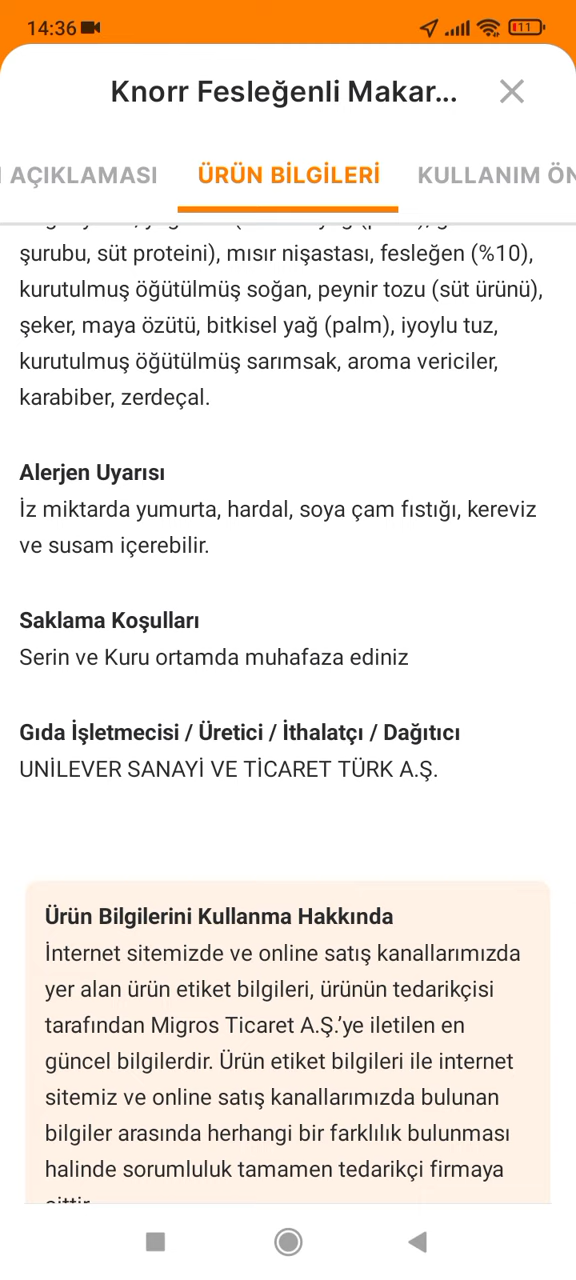 14:36
11
Knorr Fesleğenli Makar...
AÇIKLAMASI
ÜRÜN BİLGİLERİ
KULLANIM ÖN
şurubu, süt proteini), mısır nişastası, fesleğen (%10),
kurutulmuş öğütülmüş soğan, peynir tozu (süt ürünü),
şeker, maya özütü, bitkisel yağ (palm), iyoylu tuz,
kurutulmuş öğütülmüş sarımsak, aroma vericiler,
karabiber, zerdeçal.
Alerjen Uyarısı
İz miktarda yumurta, hardal, soya çam fıstığı, kereviz
ve susam içerebilir.
Saklama Koşulları
Serin ve Kuru ortamda muhafaza ediniz
Gıda İşletmecisi / Üretici / İthalatçı / Dağıtıcı
UNİLEVER SANAYİ VE TİCARET TÜRK A.Ş.
Ürün Bilgilerini Kullanma Hakkında
İnternet sitemizde ve online satış kanallarımızda
yer alan ürün etiket bilgileri, ürünün tedarikçisi
tarafından Migros Ticaret A.Ş.’ye iletilen en
güncel bilgilerdir. Ürün etiket bilgileri ile internet
sitemiz ve online satış kanallarımızda bulunan
bilgiler arasında herhangi bir farklılık bulunması
halinde sorumluluk tamamen tedarikçi firmaya